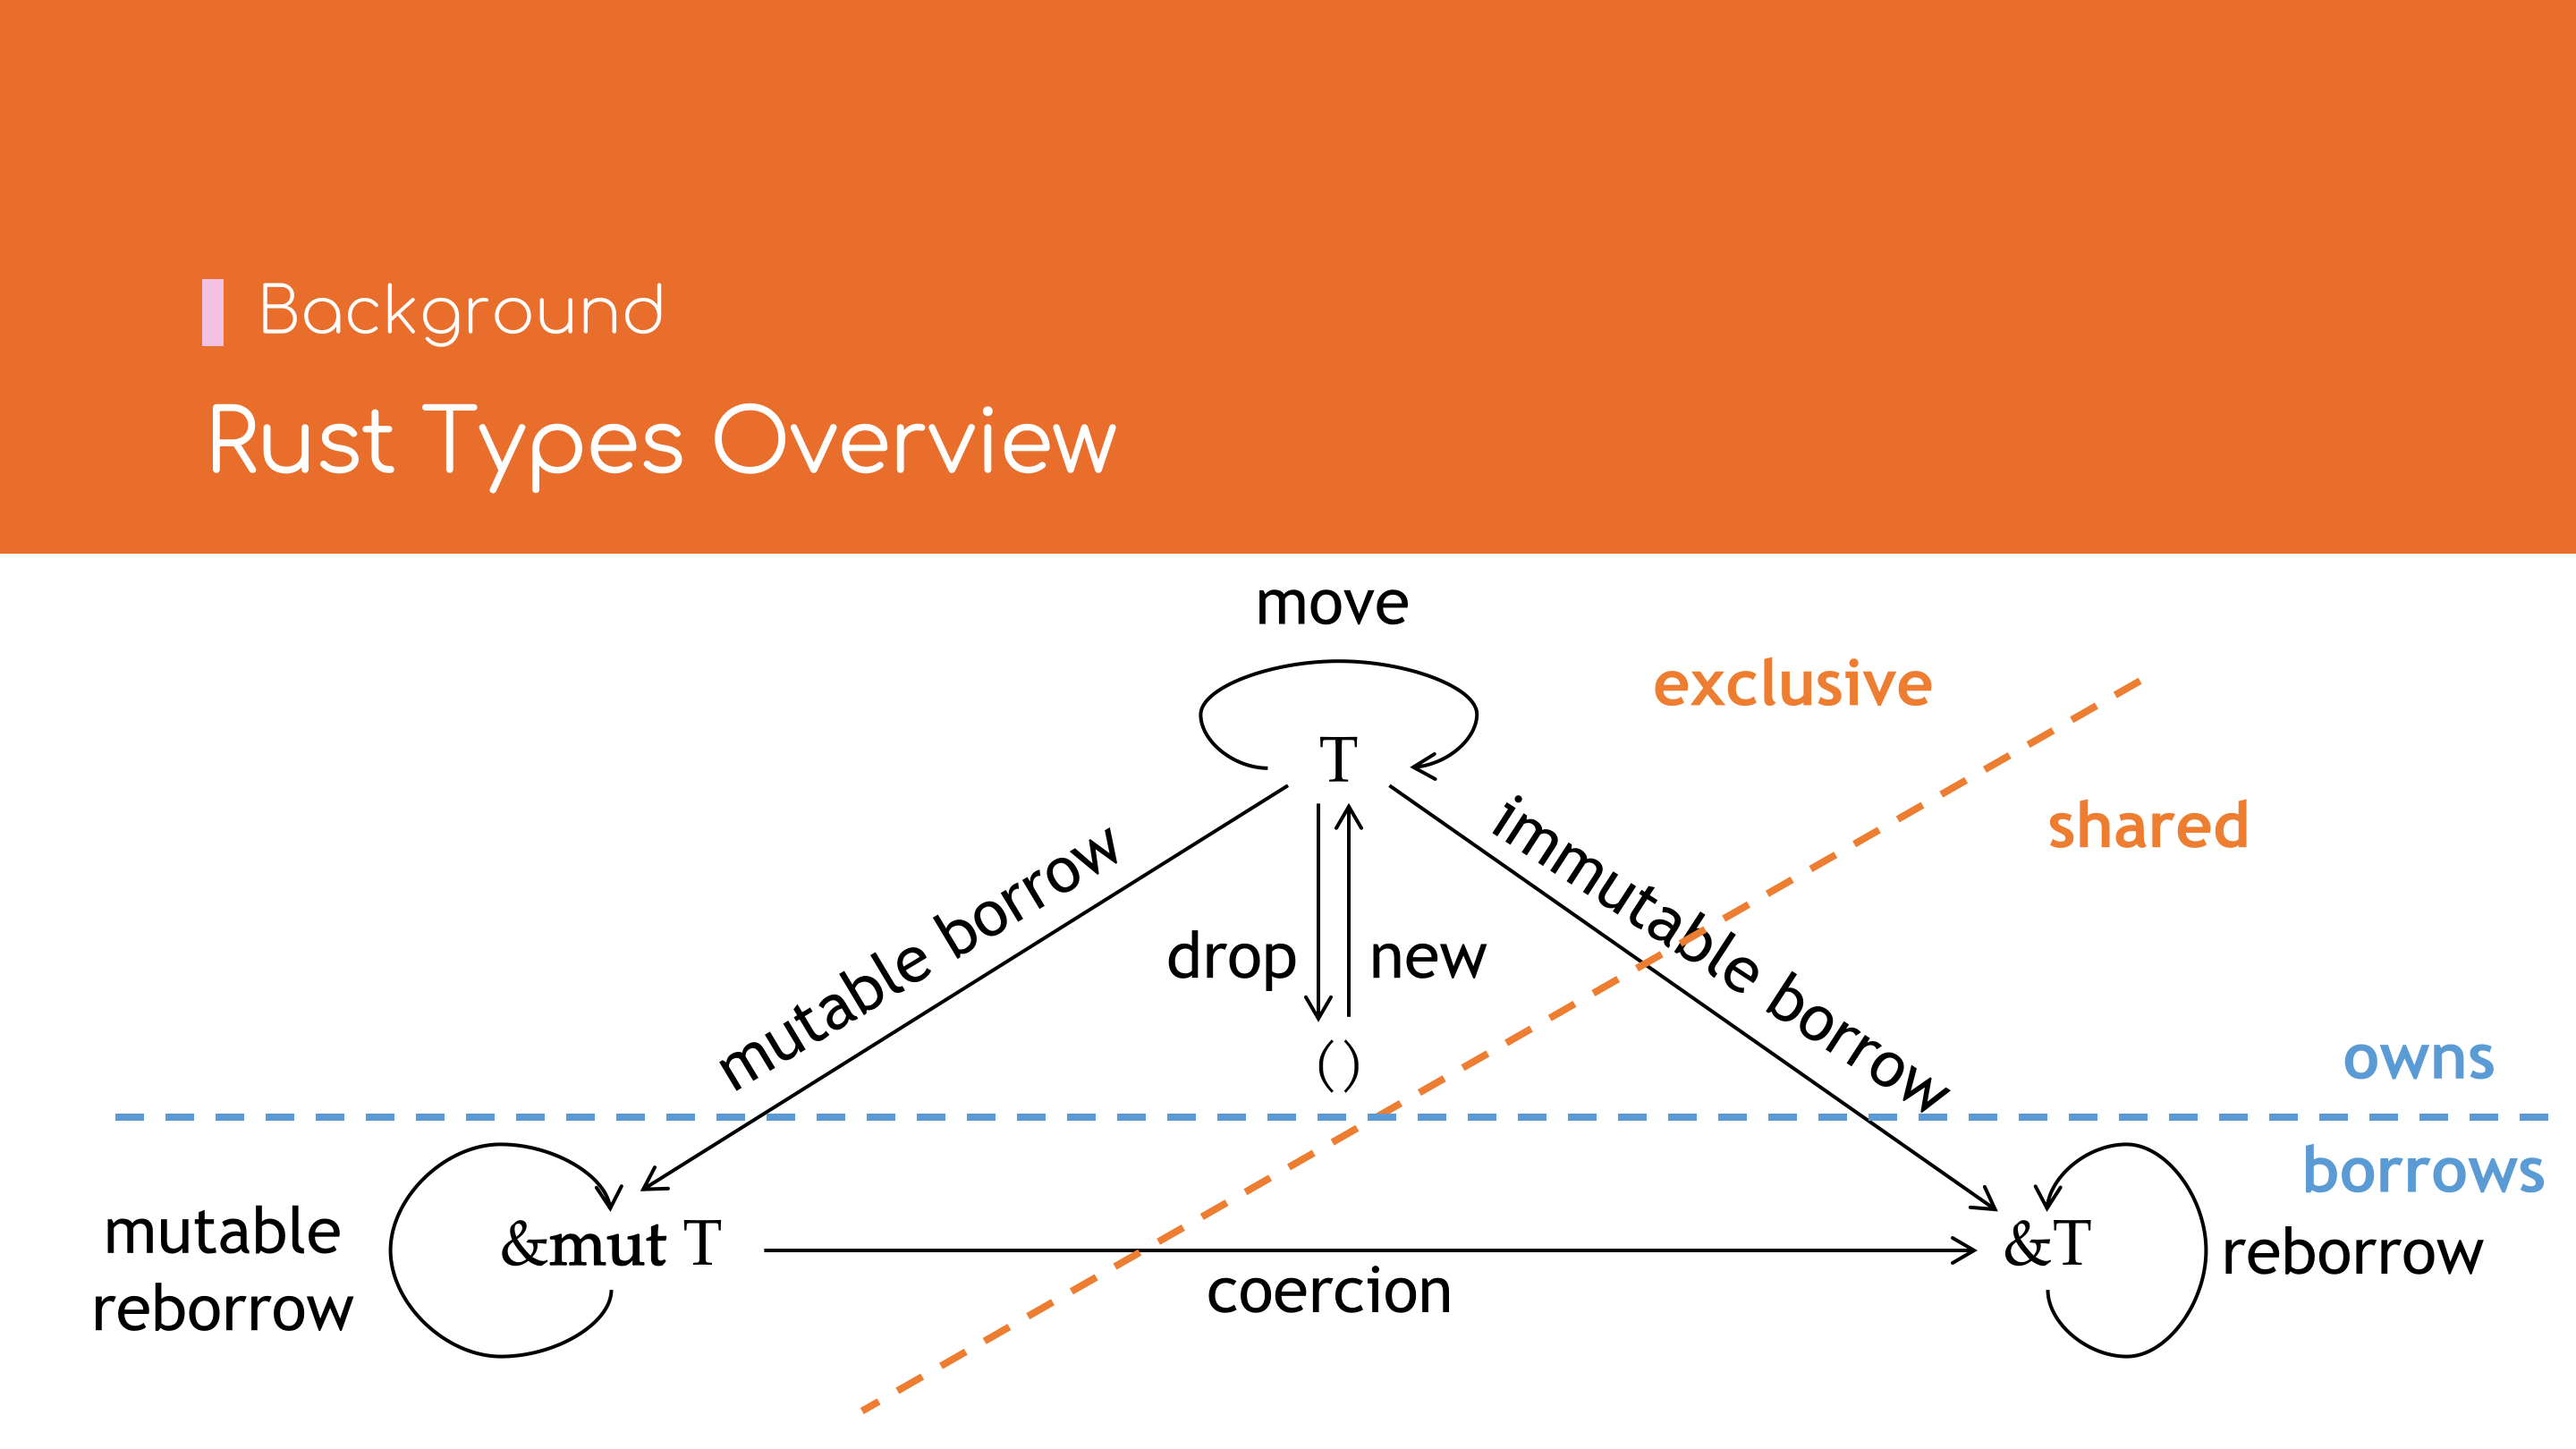 Background
Rust Types Overview
move
exclusive
T
shared
mutable borrow
immutable borrow
drop
new
()
owns
borrows
mutable
reborrow
&mut T
coercion
&T
reborrow